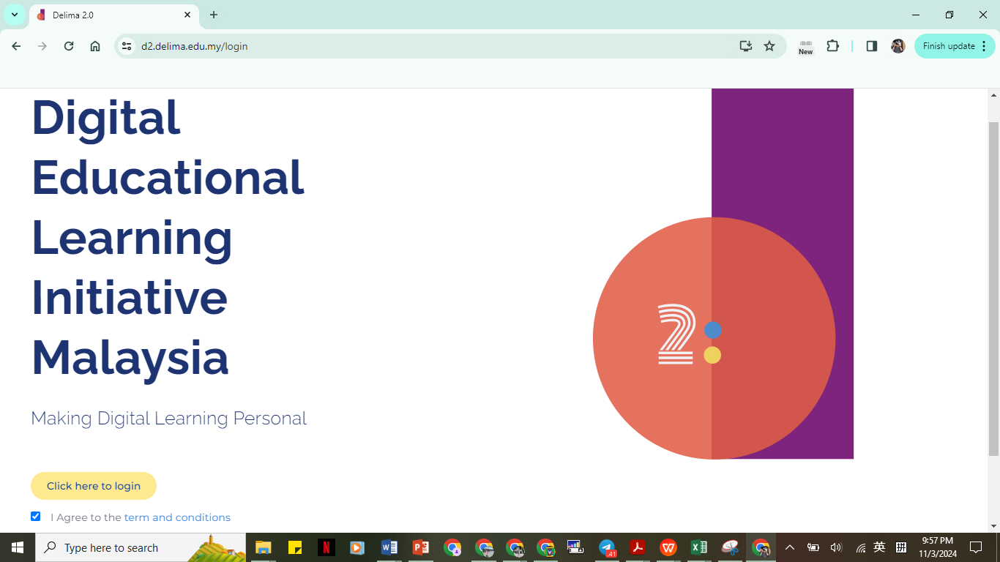 Delima 2.0
d2.delima.edu.my/login
New
Finish update
Digital
Educational
Learning
Initiative
Malaysia
2
Making Digital Learning Personal
Click here to login
I Agree to the term and conditions
Type here to search
N
W
P
41
W
X
英
拼
9:57 PM
11/3/2024